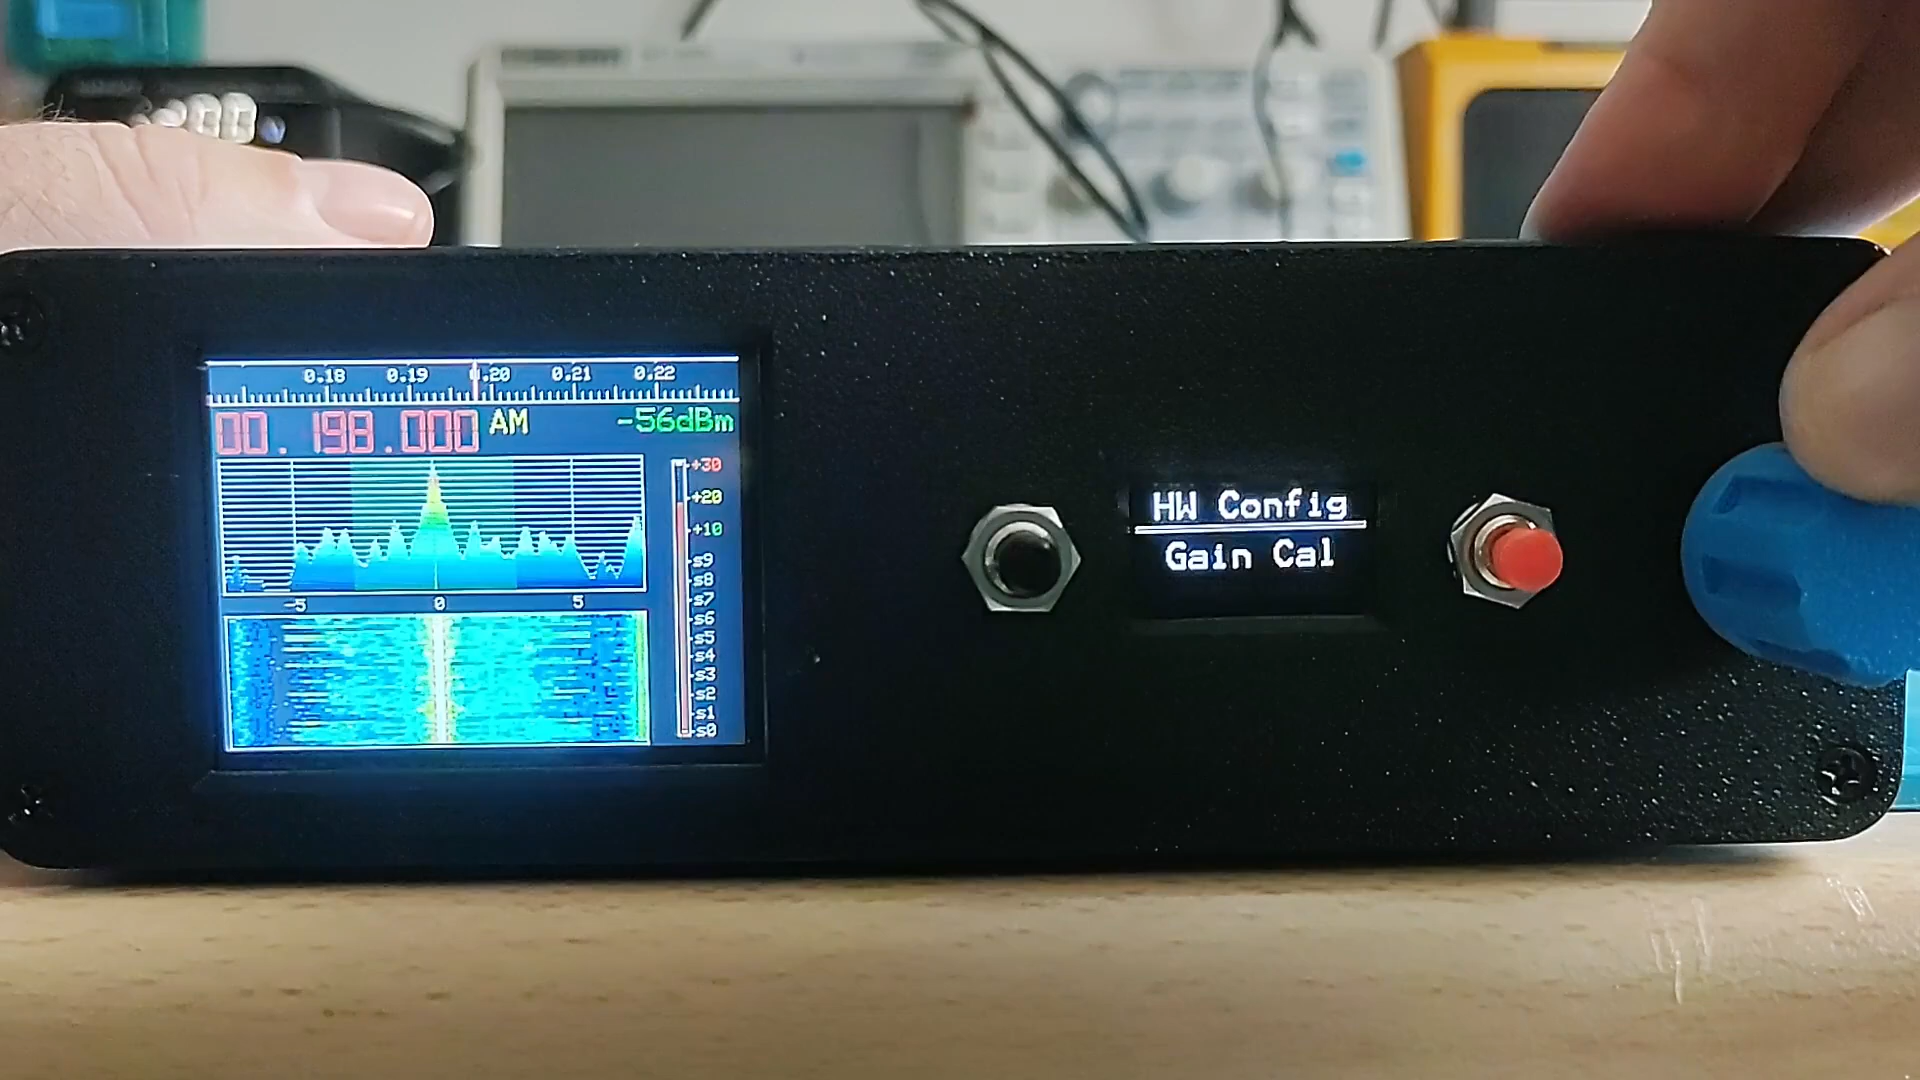 0.18 0.19 0.20 0.21 0.22
00.198.000 AM -56dBm
+30
+20
+10
s9
s8
s7
s6
s5
s4
s3
s2
s1
s0
-5 0 5
HW Config
Gain Cal